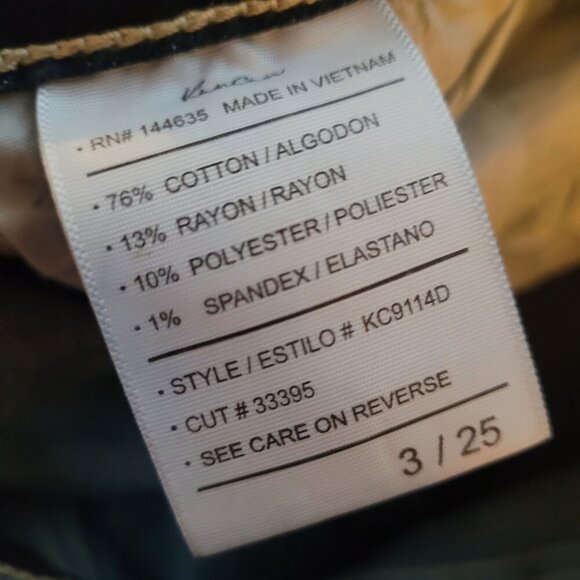 • RN# 144635 MADE IN VIETNAM
• 76% COTTON / ALGODON
• 13% RAYON / RAYON
• 10% POLYESTER / POLIESTER
• 1% SPANDEX / ELASTANO
• STYLE / ESTILO # KC9114D
• CUT # 33395
• SEE CARE ON REVERSE
3 / 25